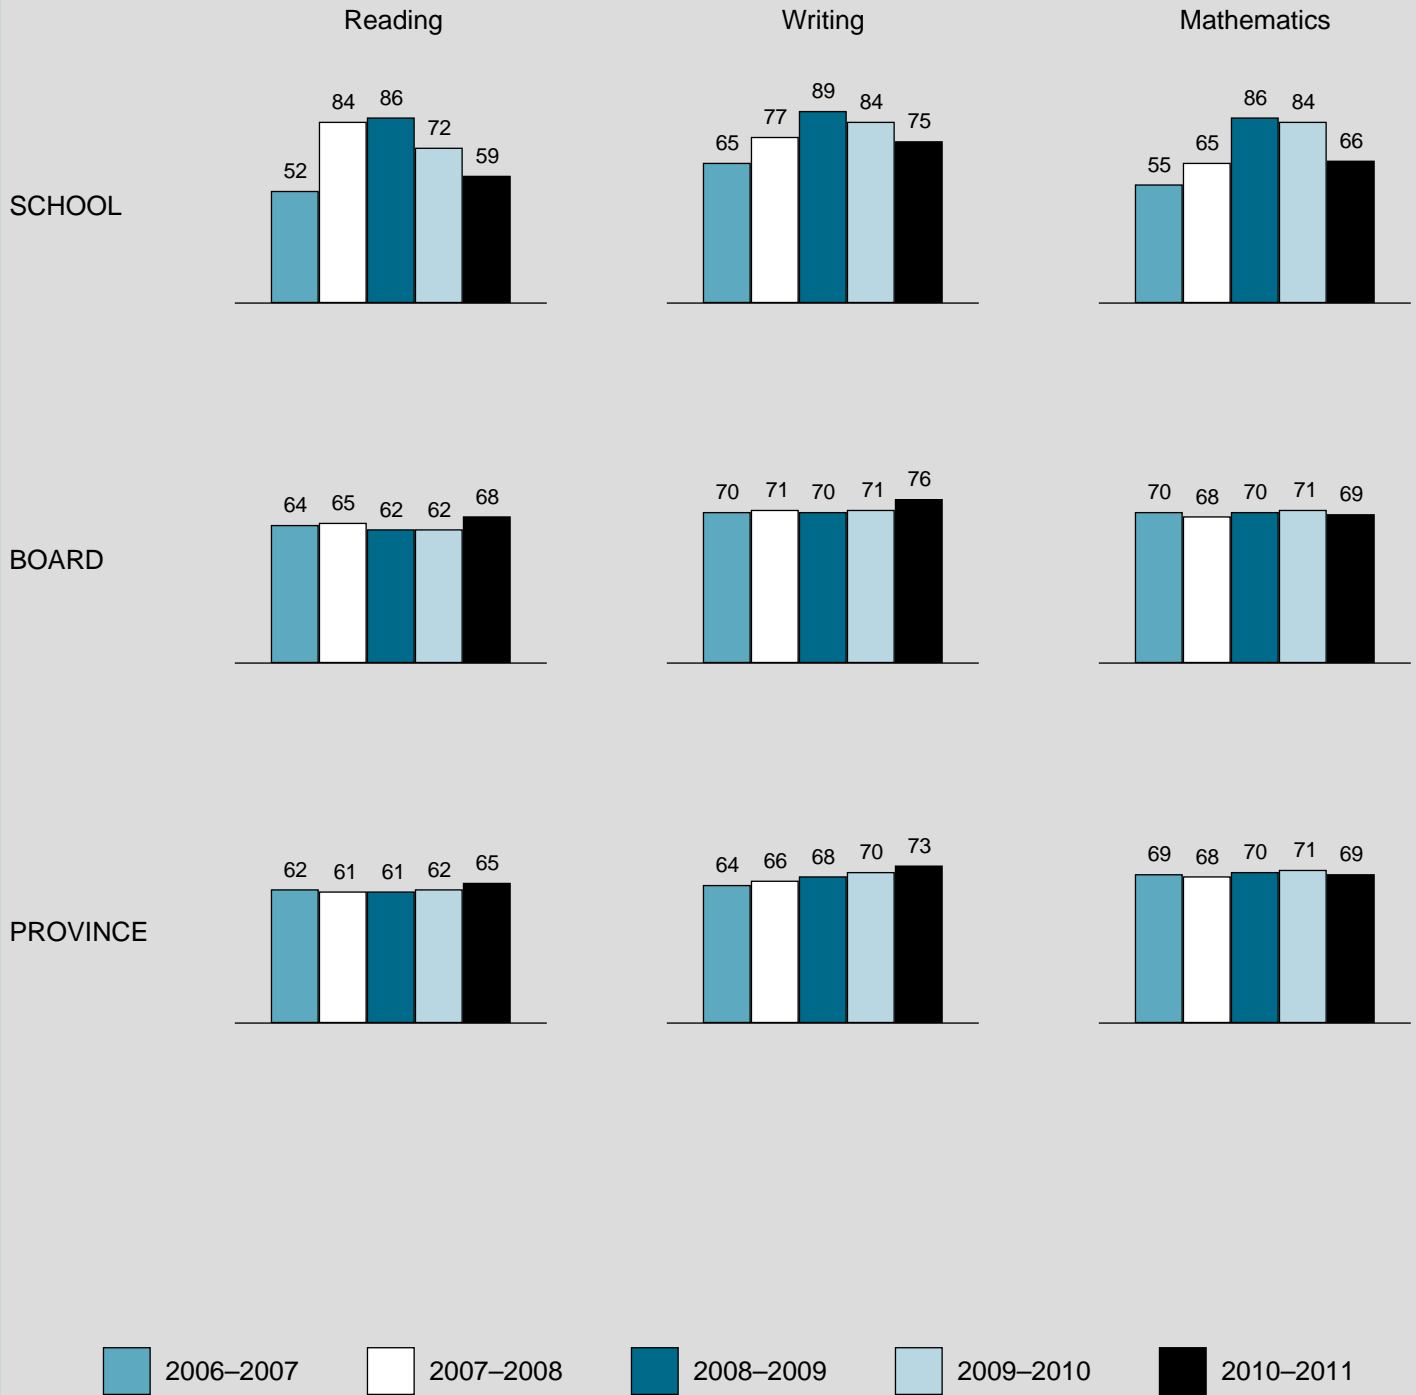 Reading Writing Mathematics
SCHOOL
52 84 86 72 59
65 77 89 84 75
55 65 86 84 66
BOARD
64 65 62 62 68
70 71 70 71 76
70 68 70 71 69
PROVINCE
62 61 61 62 65
64 66 68 70 73
69 68 70 71 69
2006–2007 2007–2008 2008–2009 2009–2010 2010–2011